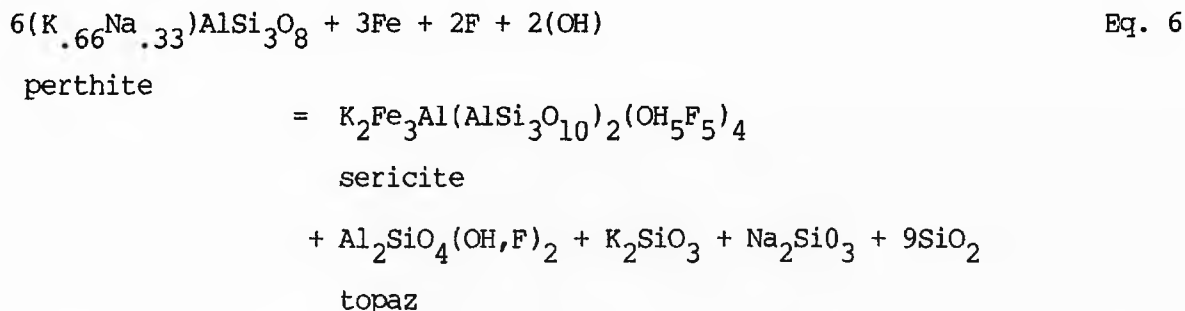 6(K.66Na.33)AlSi3O8 + 3Fe + 2F + 2(OH) Eq. 6
perthite
= K2Fe3Al(AlSi3O10)2(OH5F5)4
sericite
+ Al2SiO4(OH,F)2 + K2SiO3 + Na2SiO3 + 9SiO2
topaz